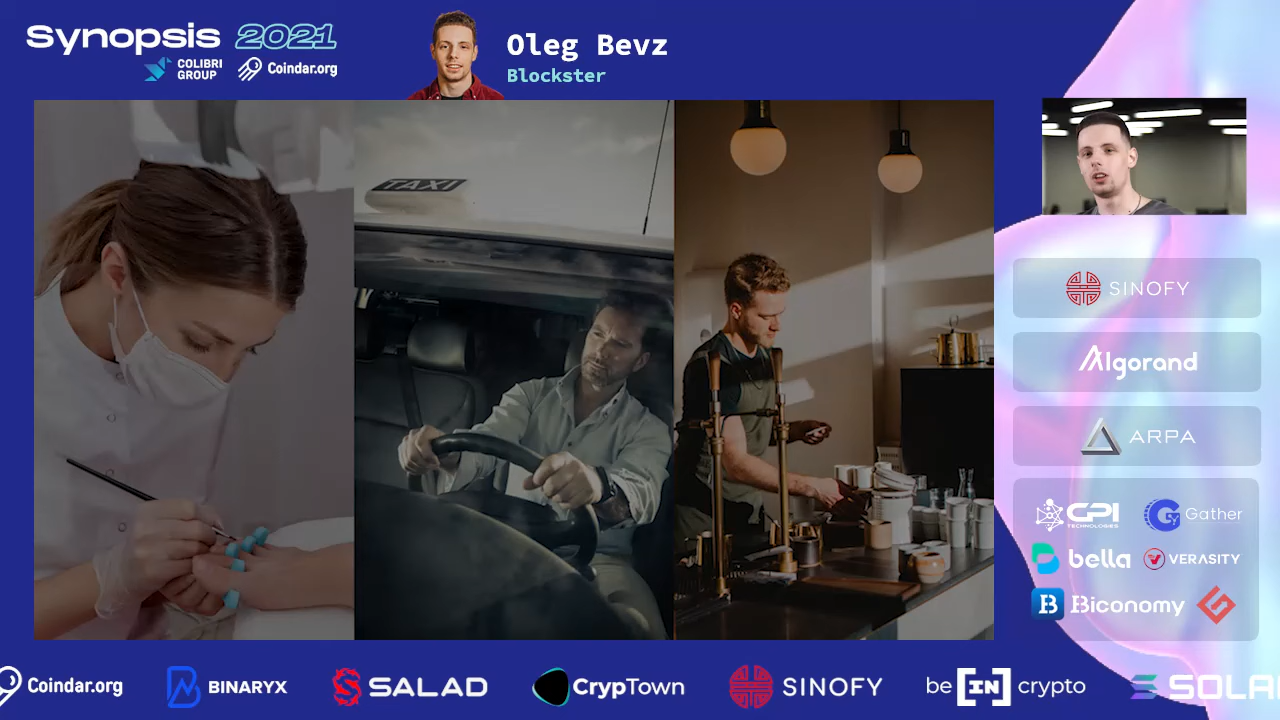 Synopsis 2021
COLIBRI
GROUP
Coindar.org
Oleg Bevz
Blockster
TAXI
SINOFY
Algorand
ARPA
CPI
TECHNOLOGIES
Gather
bella
VERASITY
Biconomy
Coindar.org
BINARYX
SALAD
CrypTown
SINOFY
be [IN] crypto
SOLA